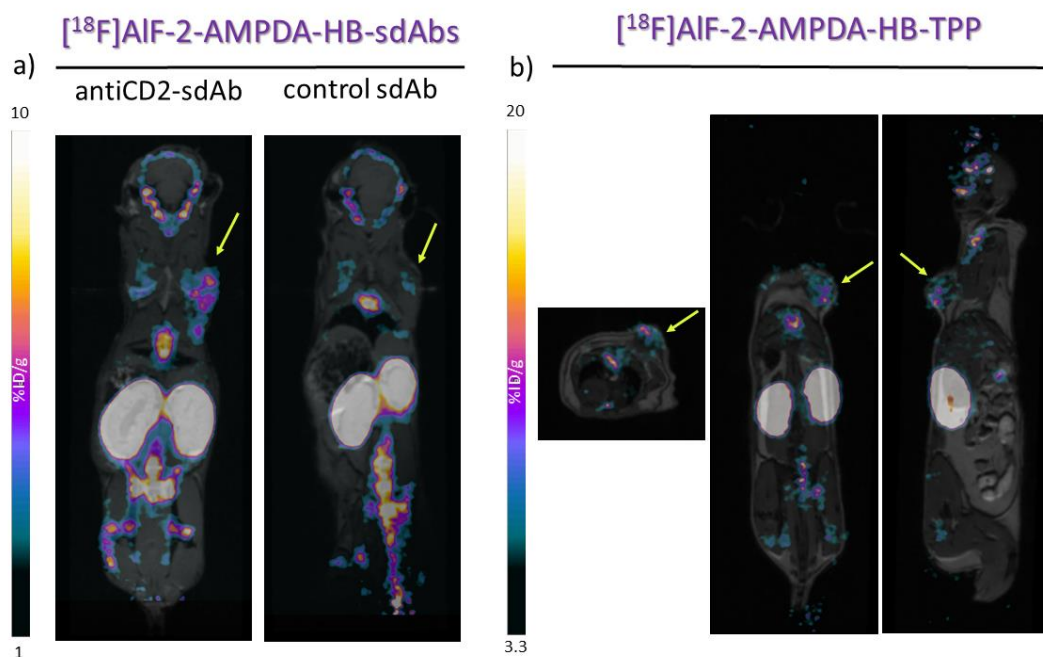 [¹⁸F]AlF-2-AMPDA-HB-sdAbs
a)
antiCD2-sdAb control sdAb
10
%ID/g
1
[¹⁸F]AlF-2-AMPDA-HB-TPP
b)
20
%ID/g
3.3